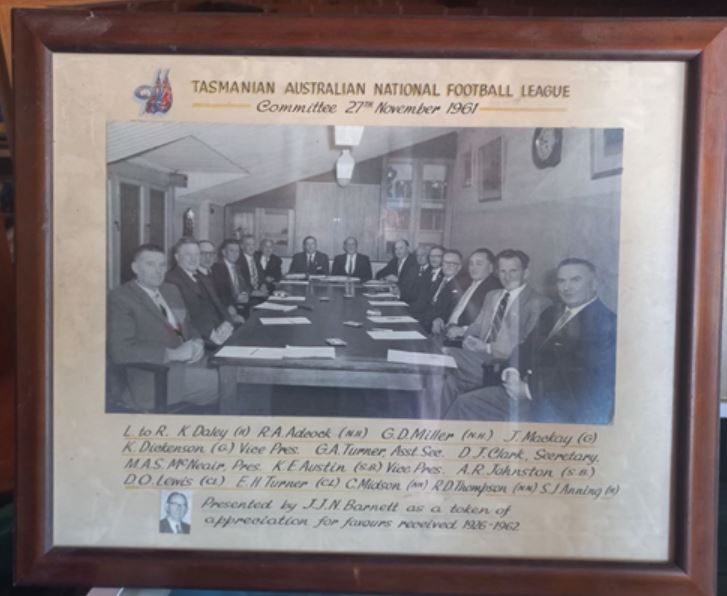 TASMANIAN AUSTRALIAN NATIONAL FOOTBALL LEAGUE
Committee 27TH November 1961
L to R. K. Daley (H) R.A. Adcock (N.H.) G.D. Miller (N.H.) J. Mackay (G)
K. Dickenson (G) Vice Pres. G.A. Turner, Asst. Sec. D.J. Clark, Secretary.
M.A.S. McNeair, Pres. K.E. Austin (S.B.) Vice Pres. A.R. Johnston (S.B.)
D.O. Lewis (CL) E.H Turner (CL) C. Midson (NN) R.D. Thompson (NN) S.J Anning (H)
Presented by J.J.N. Barnett as a token of
appreciation for favours received 1926-1962